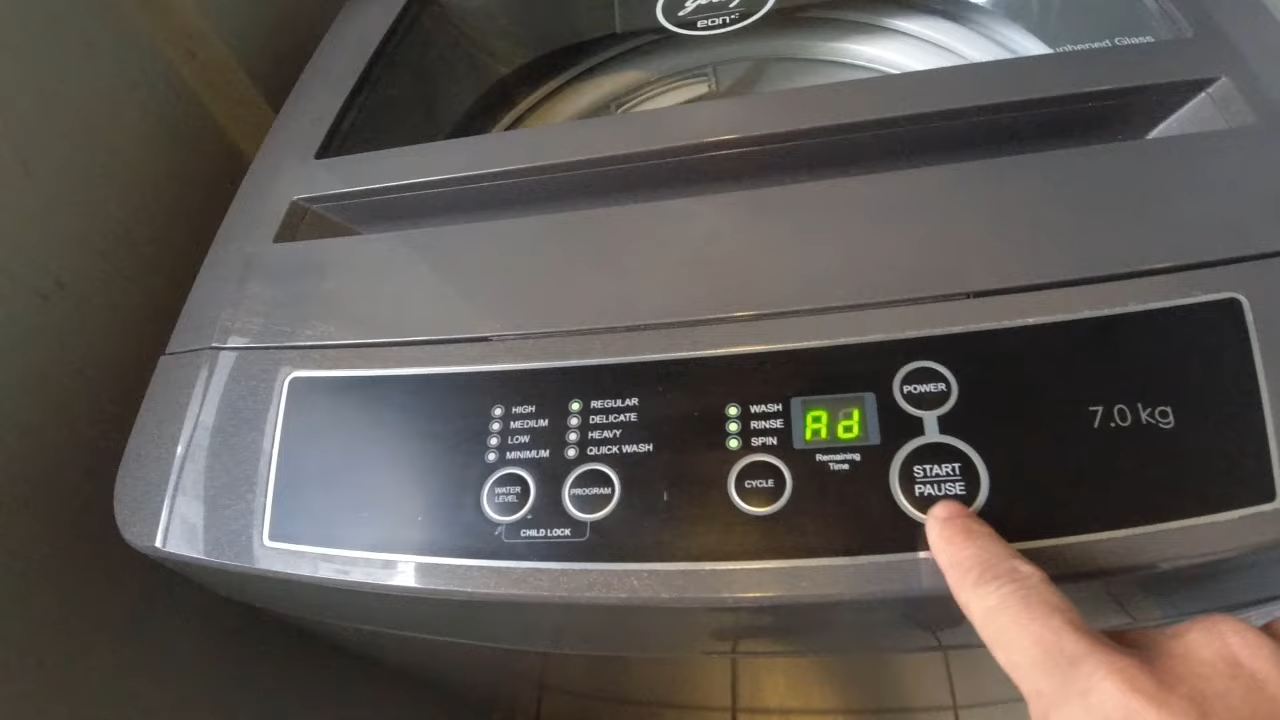 eon
Toughened Glass
HIGH
MEDIUM
LOW
MINIMUM
WATER
LEVEL
REGULAR
DELICATE
HEAVY
QUICK WASH
PROGRAM
CHILD LOCK
WASH
RINSE
SPIN
CYCLE
Ad
Remaining
Time
POWER
START
PAUSE
7.0 kg